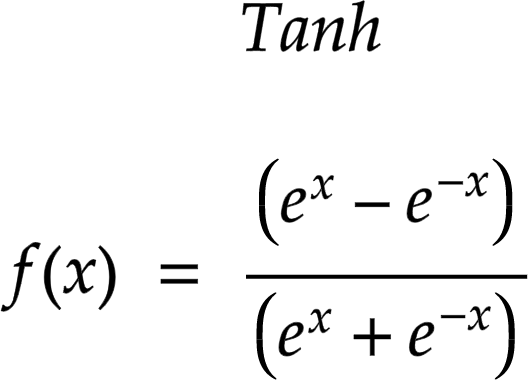 Tanh
f(x) = (e^x − e^{−x}) / (e^x + e^{−x})